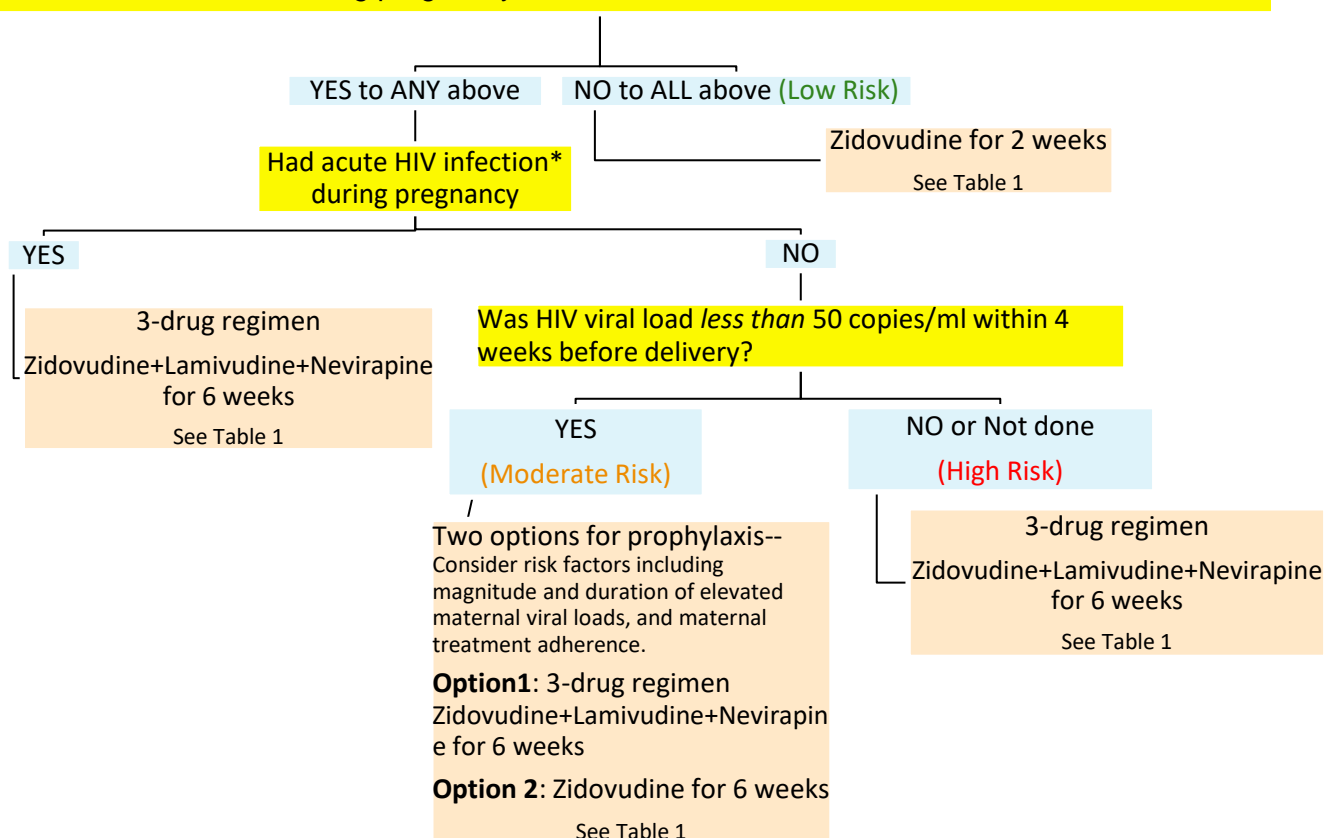 YES to ANY above
NO to ALL above (Low Risk)
Zidovudine for 2 weeks
See Table 1
Had acute HIV infection*
during pregnancy
YES
NO
3-drug regimen
Zidovudine+Lamivudine+Nevirapine
for 6 weeks
See Table 1
Was HIV viral load less than 50 copies/ml within 4
weeks before delivery?
YES
(Moderate Risk)
NO or Not done
(High Risk)
Two options for prophylaxis--
Consider risk factors including
magnitude and duration of elevated
maternal viral loads, and maternal
treatment adherence.
Option1: 3-drug regimen
Zidovudine+Lamivudine+Nevirapin
e for 6 weeks
Option 2: Zidovudine for 6 weeks
See Table 1
3-drug regimen
Zidovudine+Lamivudine+Nevirapine
for 6 weeks
See Table 1